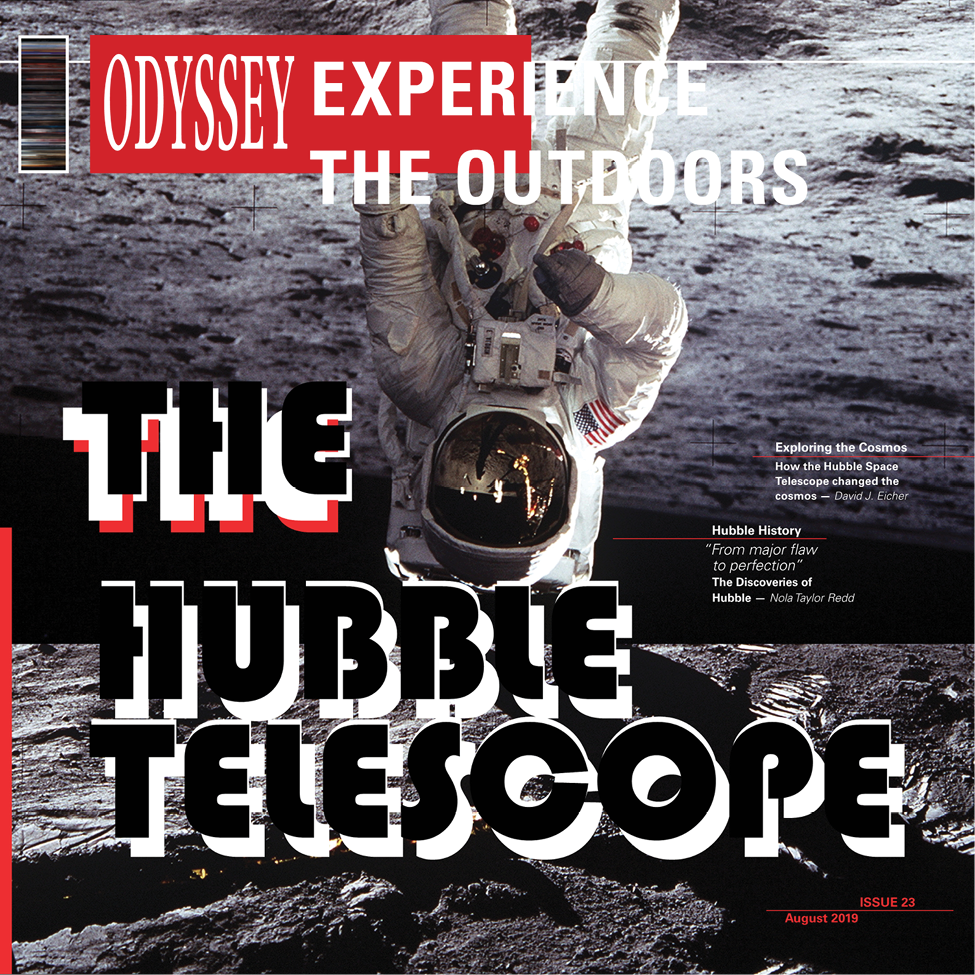 ODYSSEY
EXPERIENCE
THE OUTDOORS
THE
HUBBLE
TELESCOPE
Exploring the Cosmos
How the Hubble Space
Telescope changed the
cosmos — David J. Eicher
Hubble History
“From major flaw
to perfection”
The Discoveries of
Hubble — Nola Taylor Redd
ISSUE 23
August 2019